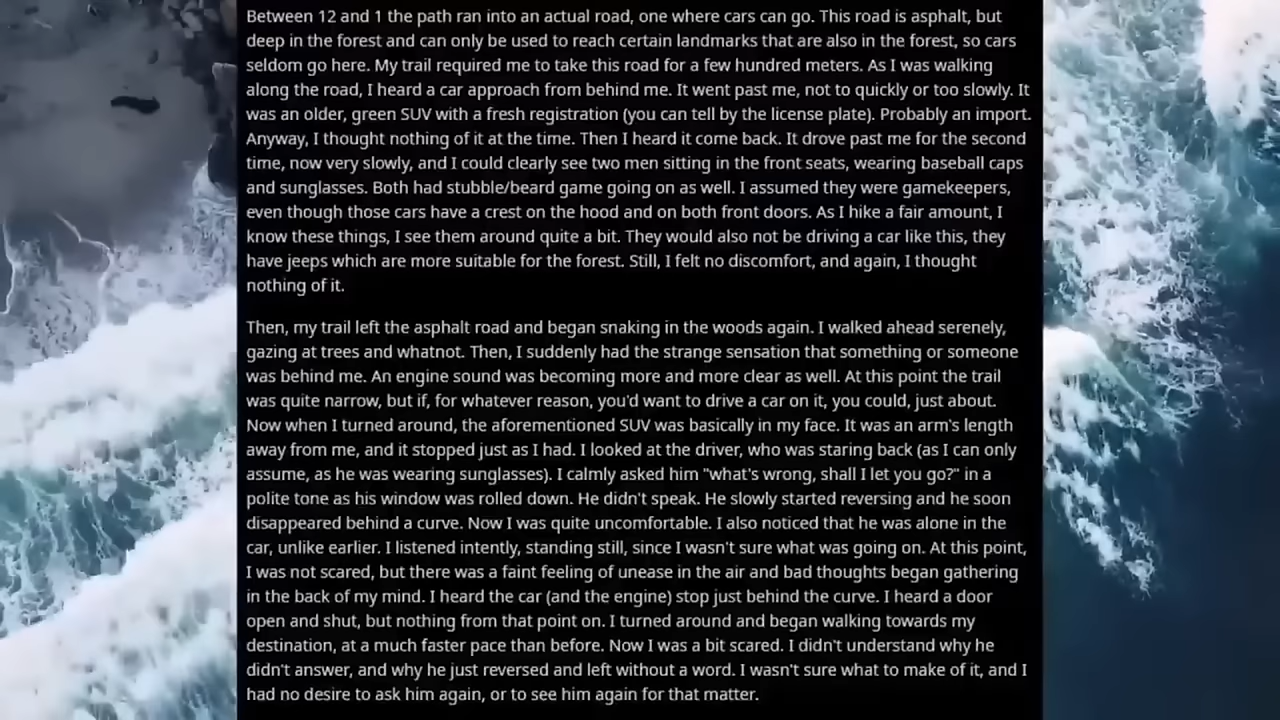 Between 12 and 1 the path ran into an actual road, one where cars can go. This road is asphalt, but
deep in the forest and can only be used to reach certain landmarks that are also in the forest, so cars
seldom go here. My trail required me to take this road for a few hundred meters. As I was walking
along the road, I heard a car approach from behind me. It went past me, not to quickly or too slowly. It
was an older, green SUV with a fresh registration (you can tell by the license plate). Probably an import.
Anyway, I thought nothing of it at the time. Then I heard it come back. It drove past me for the second
time, now very slowly, and I could clearly see two men sitting in the front seats, wearing baseball caps
and sunglasses. Both had stubble/beard game going on as well. I assumed they were gamekeepers,
even though those cars have a crest on the hood and on both front doors. As I hike a fair amount, I
know these things, I see them around quite a bit. They would also not be driving a car like this, they
have jeeps which are more suitable for the forest. Still, I felt no discomfort, and again, I thought
nothing of it.
Then, my trail left the asphalt road and began snaking in the woods again. I walked ahead serenely,
gazing at trees and whatnot. Then, I suddenly had the strange sensation that something or someone
was behind me. An engine sound was becoming more and more clear as well. At this point the trail
was quite narrow, but if, for whatever reason, you'd want to drive a car on it, you could, just about.
Now when I turned around, the aforementioned SUV was basically in my face. It was an arm's length
away from me, and it stopped just as I had. I looked at the driver, who was staring back (as I can only
assume, as he was wearing sunglasses). I calmly asked him "what's wrong, shall I let you go?" in a
polite tone as his window was rolled down. He didn't speak. He slowly started reversing and he soon
disappeared behind a curve. Now I was quite uncomfortable. I also noticed that he was alone in the
car, unlike earlier. I listened intently, standing still, since I wasn't sure what was going on. At this point,
I was not scared, but there was a faint feeling of unease in the air and bad thoughts began gathering
in the back of my mind. I heard the car (and the engine) stop just behind the curve. I heard a door
open and shut, but nothing from that point on. I turned around and began walking towards my
destination, at a much faster pace than before. Now I was a bit scared. I didn't understand why he
didn't answer, and why he just reversed and left without a word. I wasn't sure what to make of it, and I
had no desire to ask him again, or to see him again for that matter.